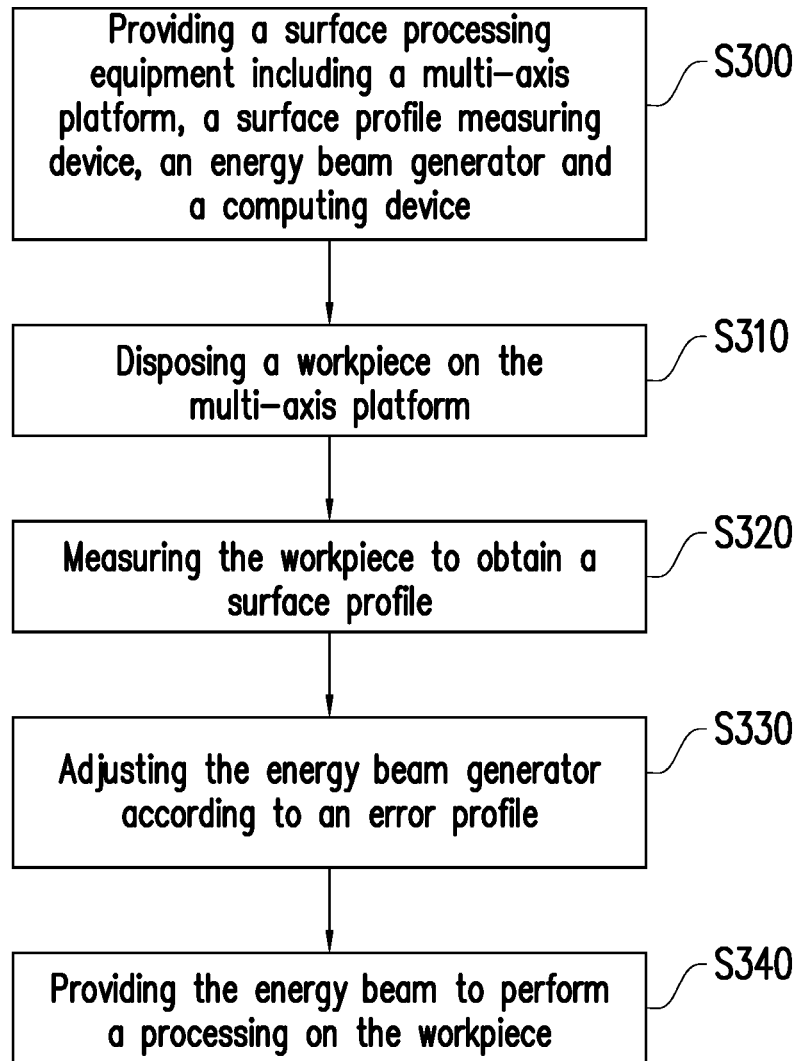 Providing a surface processing
equipment including a multi-axis
platform, a surface profile measuring
device, an energy beam generator and
a computing device
S300
Disposing a workpiece on the
multi-axis platform
S310
Measuring the workpiece to obtain a
surface profile
S320
Adjusting the energy beam generator
according to an error profile
S330
Providing the energy beam to perform
a processing on the workpiece
S340